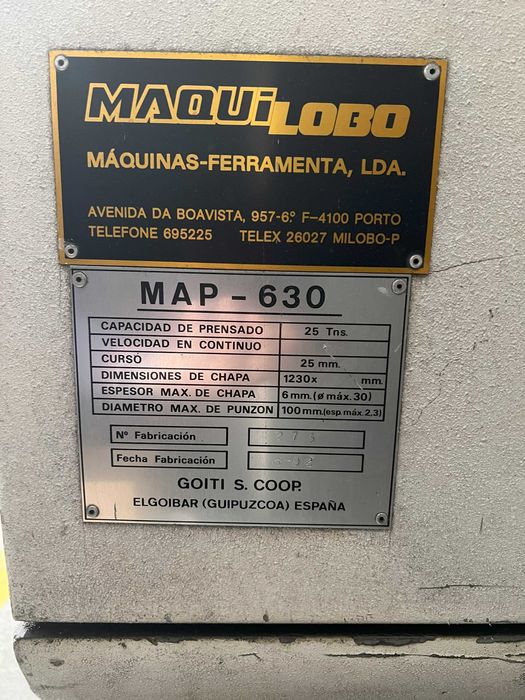 MAQUiLOBO
MÁQUINAS-FERRAMENTA, LDA.
AVENIDA DA BOAVISTA, 957-6.º F-4100 PORTO
TELEFONE 695225 TELEX 26027 MILOBO-P
MAP-630
CAPACIDAD DE PRENSADO 25 Tns.
VELOCIDAD EN CONTINUO
CURSO 25 mm.
DIMENSIONES DE CHAPA 1230x mm.
ESPESOR MAX. DE CHAPA 6 mm. (ø máx. 30)
DIAMETRO MAX. DE PUNZON 100 mm. (esp. máx. 2,3)
Nº Fabricación
Fecha Fabricación
GOITI S. COOP.
ELGOIBAR (GUIPUZCOA) ESPAÑA